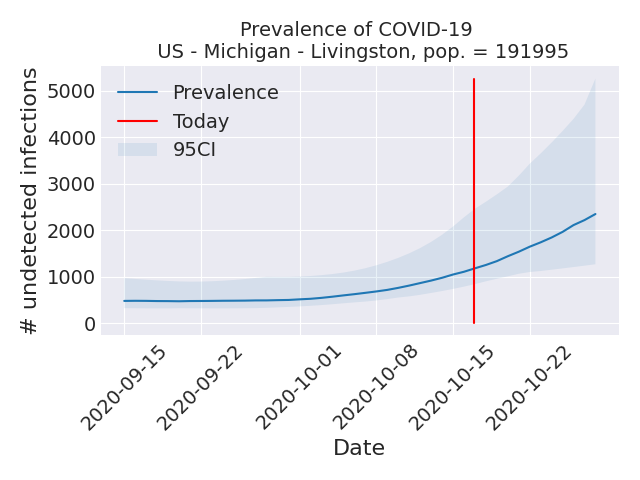 Prevalence of COVID-19
US - Michigan - Livingston, pop. = 191995
# undetected infections
5000
4000
3000
2000
1000
0
Prevalence
Today
95CI
2020-09-15
2020-09-22
2020-10-01
2020-10-08
2020-10-15
2020-10-22
Date